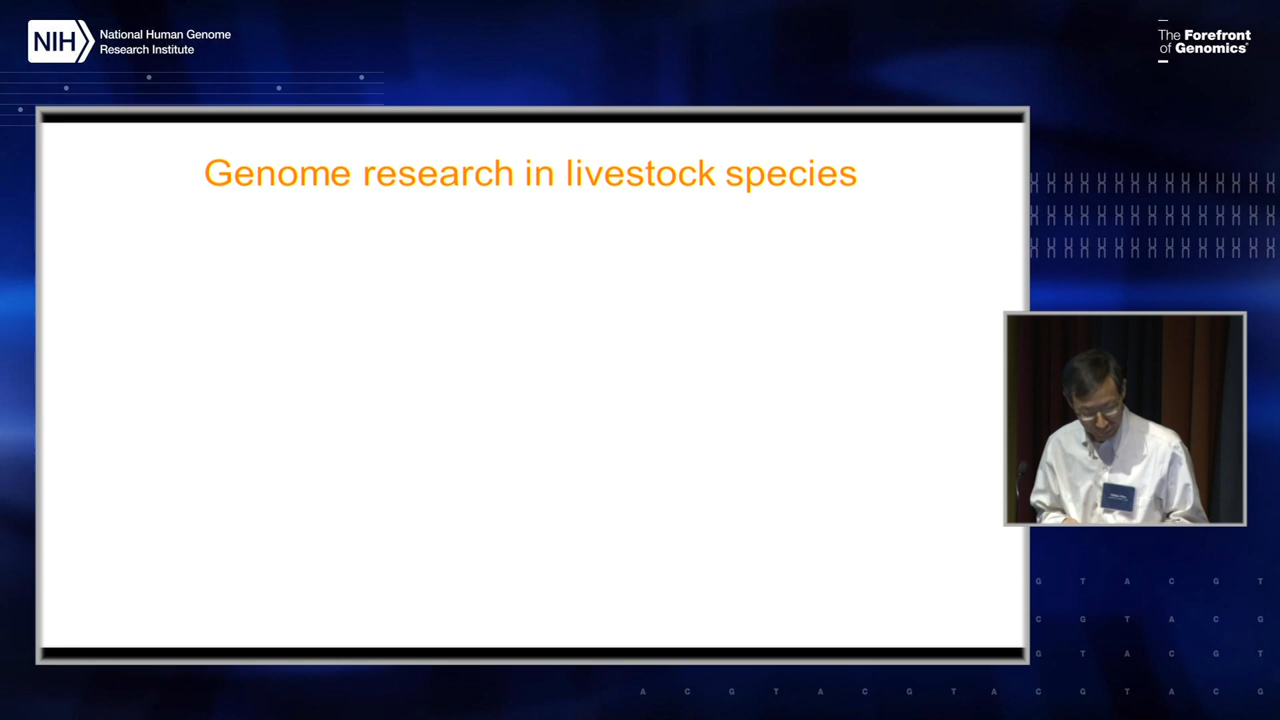 NIH
National Human Genome
Research Institute
The Forefront
of Genomics®
Genome research in livestock species
G T A C G T
C G T A C G
G T A C G T
A C G T A C G T A C G T A C G